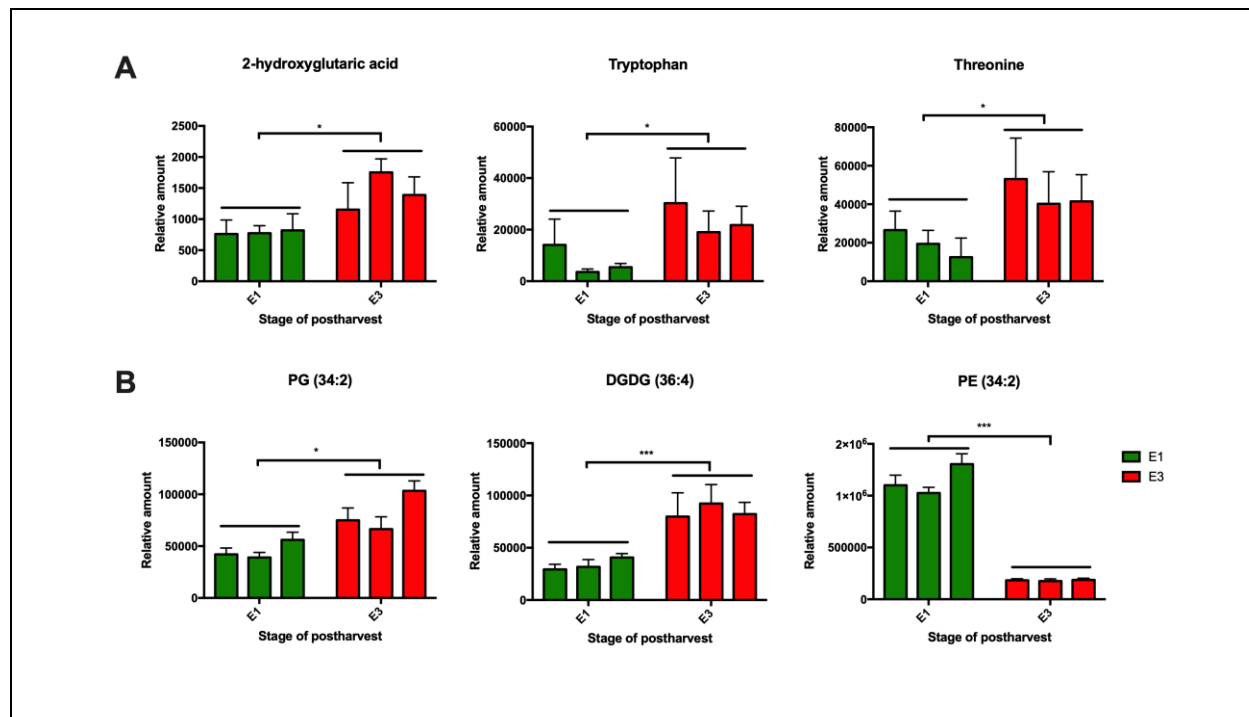 A
2-hydroxyglutaric acid
Tryptophan
Threonine
*
*
*
Relative amount
2500
2000
1500
1000
500
0
E1
E3
Stage of postharvest
Relative amount
60000
40000
20000
0
E1
E3
Stage of postharvest
Relative amount
80000
60000
40000
20000
0
E1
E3
Stage of postharvest
B
PG (34:2)
DGDG (36:4)
PE (34:2)
*
***
***
Relative amount
150000
100000
50000
0
E1
E3
Stage of postharvest
Relative amount
150000
100000
50000
0
E1
E3
Stage of postharvest
Relative amount
2×10⁶
1×10⁶
500000
0
E1
E3
Stage of postharvest
E1
E3